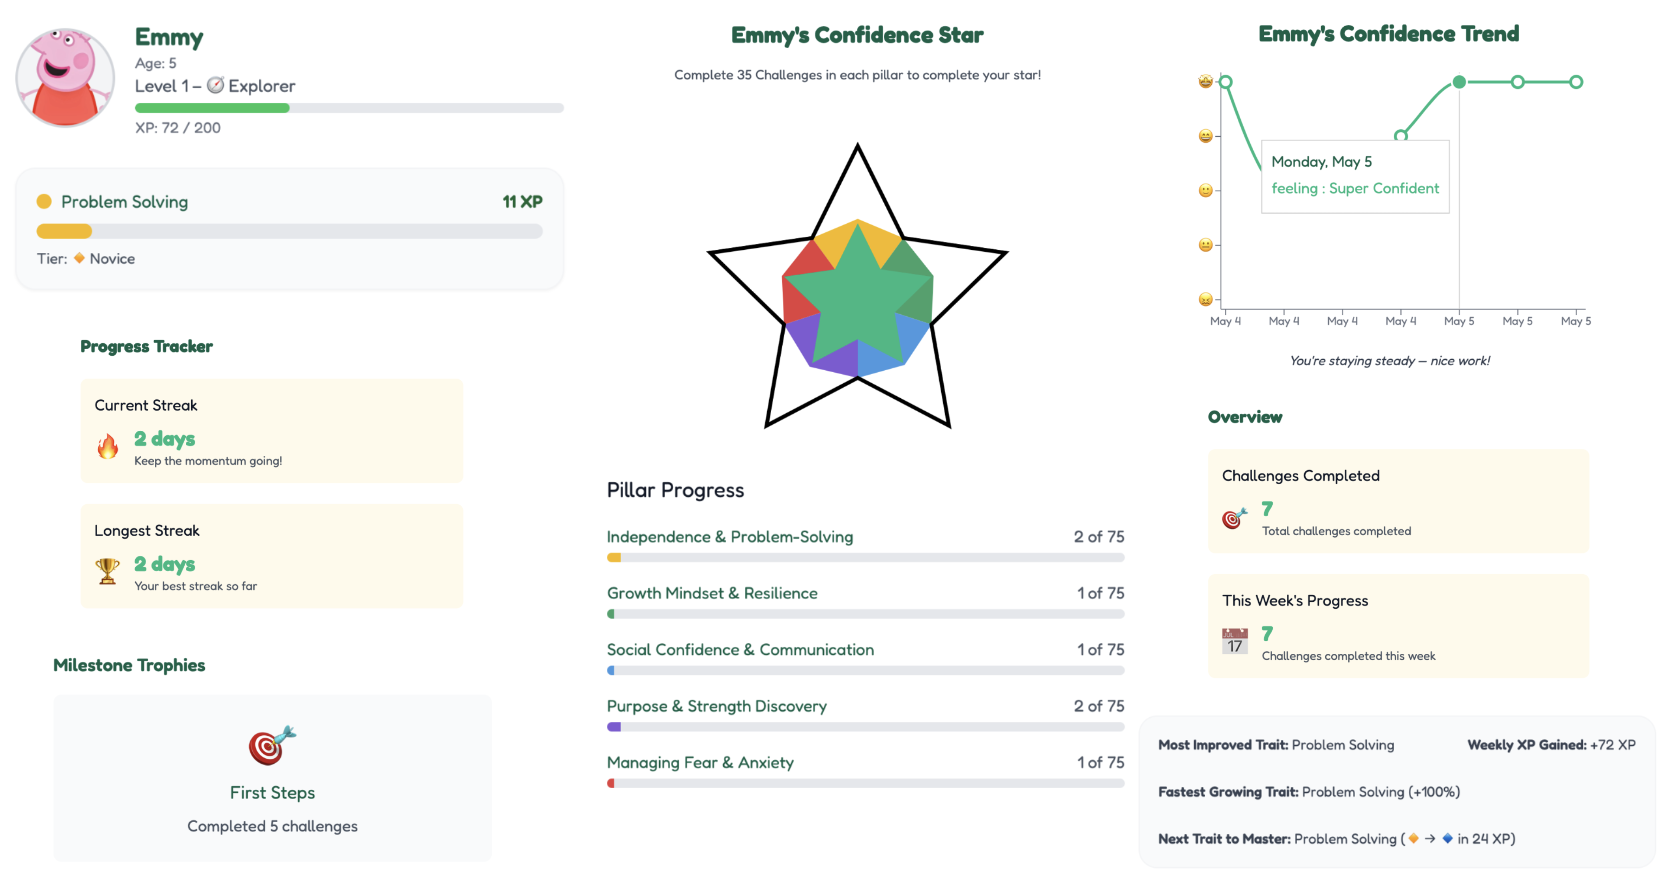 Emmy
Age: 5
Level 1 – Explorer
XP: 72 / 200
Problem Solving
11 XP
Tier: Novice
Progress Tracker
Current Streak
2 days
Keep the momentum going!
Longest Streak
2 days
Your best streak so far
Milestone Trophies
First Steps
Completed 5 challenges
Emmy's Confidence Star
Complete 35 Challenges in each pillar to complete your star!
Pillar Progress
Independence & Problem-Solving
2 of 75
Growth Mindset & Resilience
1 of 75
Social Confidence & Communication
1 of 75
Purpose & Strength Discovery
2 of 75
Managing Fear & Anxiety
1 of 75
Emmy's Confidence Trend
Monday, May 5
feeling : Super Confident
May 4
May 4
May 4
May 4
May 5
May 5
May 5
You're staying steady – nice work!
Overview
Challenges Completed
7
Total challenges completed
This Week's Progress
JUL
17
7
Challenges completed this week
Most Improved Trait: Problem Solving
Weekly XP Gained: +72 XP
Fastest Growing Trait: Problem Solving (+100%)
Next Trait to Master: Problem Solving (🔸 → 🔹 in 24 XP)